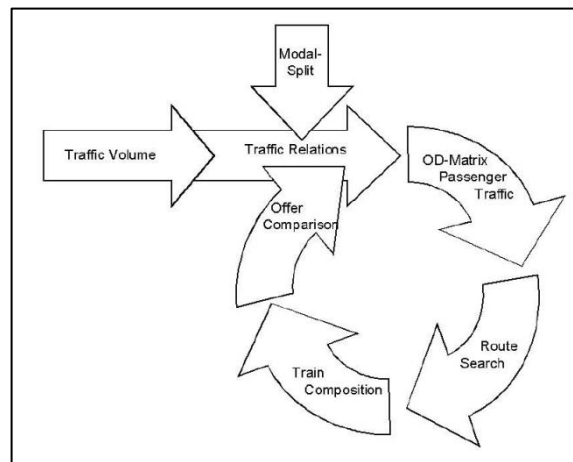 Modal-
Split
Traffic Volume
Traffic Relations
OD-Matrix
Passenger
Traffic
Offer
Comparison
Route
Search
Train
Composition